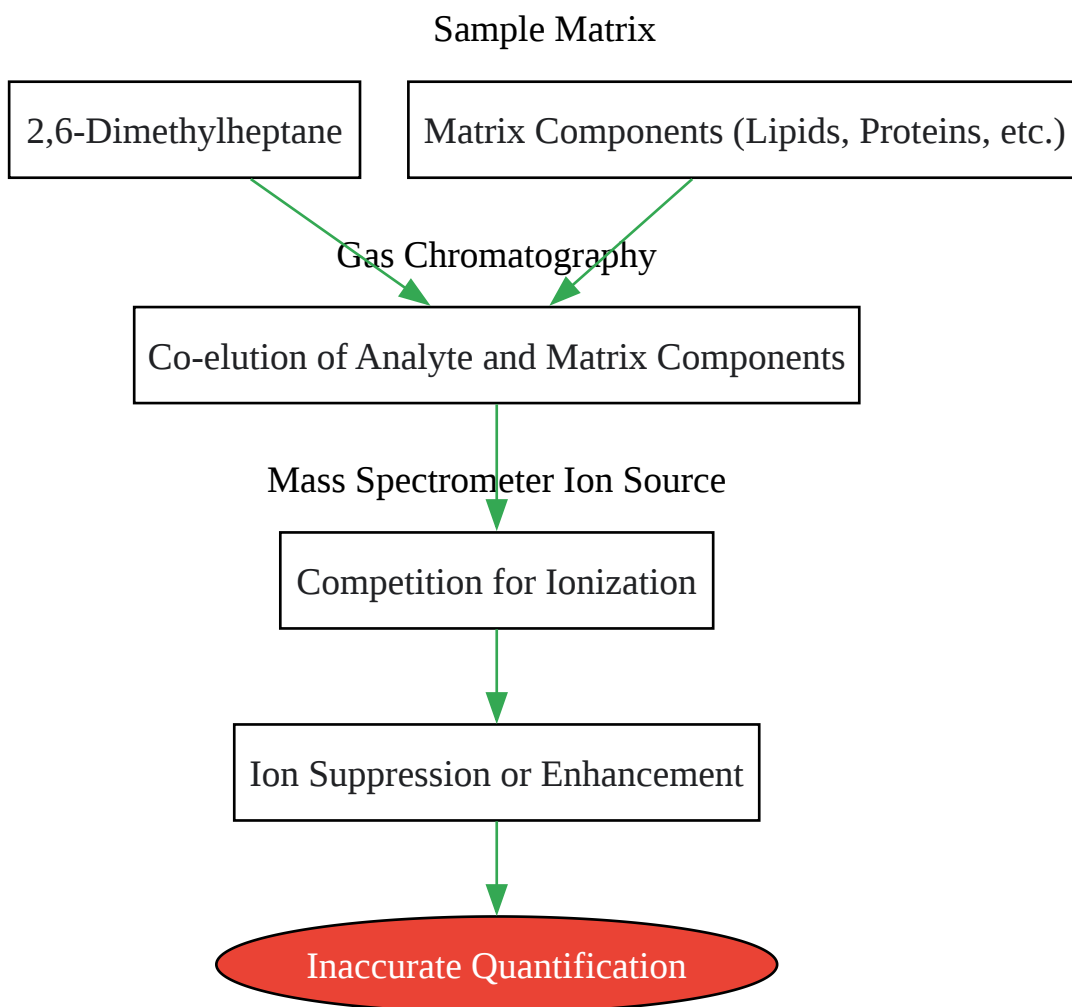 Sample Matrix
2,6-Dimethylheptane
Matrix Components (Lipids, Proteins, etc.)
Gas Chromatography
Co-elution of Analyte and Matrix Components
Mass Spectrometer Ion Source
Competition for Ionization
Ion Suppression or Enhancement
Inaccurate Quantification